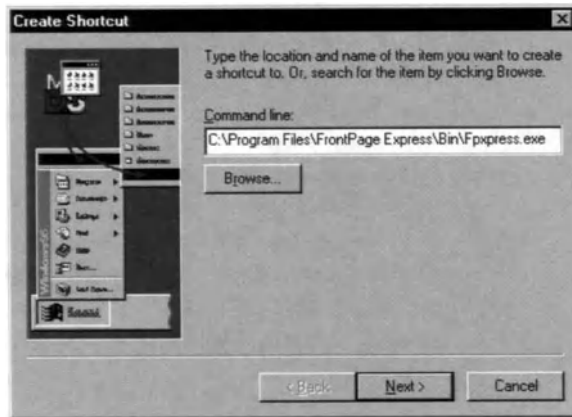 Create Shortcut
Type the location and name of the item you want to create
a shortcut to. Or, search for the item by clicking Browse.
Command line:
C:\Program Files\FrontPage Express\Bin\Fpxpress.exe
Browse...
< Back
Next >
Cancel